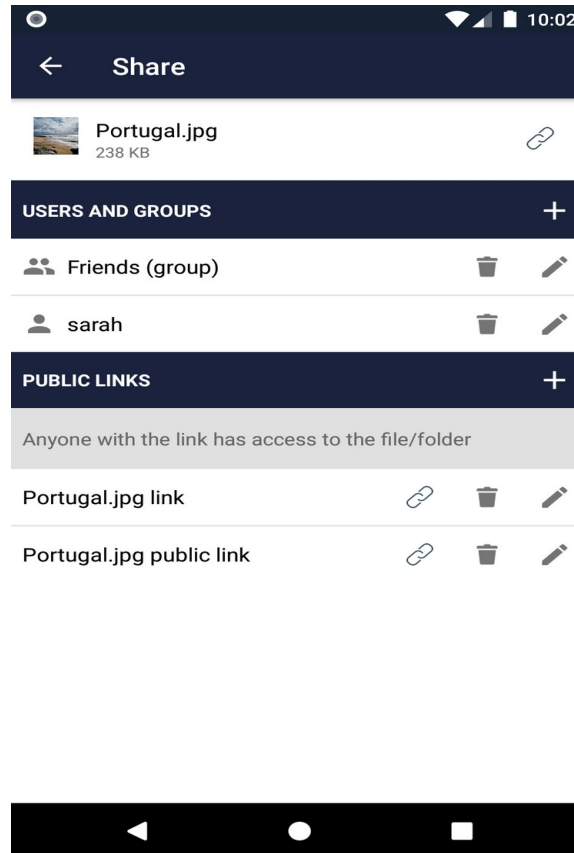 10:02
Share
Portugal.jpg
238 KB
USERS AND GROUPS
Friends (group)
sarah
PUBLIC LINKS
Anyone with the link has access to the file/folder
Portugal.jpg link
Portugal.jpg public link